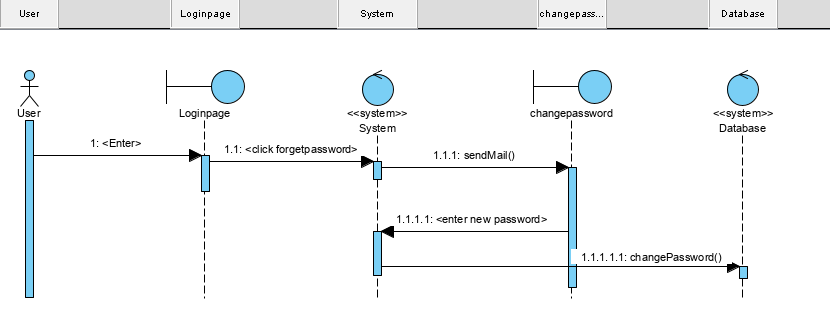 User
Loginpage
System
changepass...
Database
User
Loginpage
<<system>>
System
changepassword
<<system>>
Database
1: <Enter>
1.1: <click forgetpassword>
1.1.1: sendMail()
1.1.1.1: <enter new password>
1.1.1.1.1: changePassword()